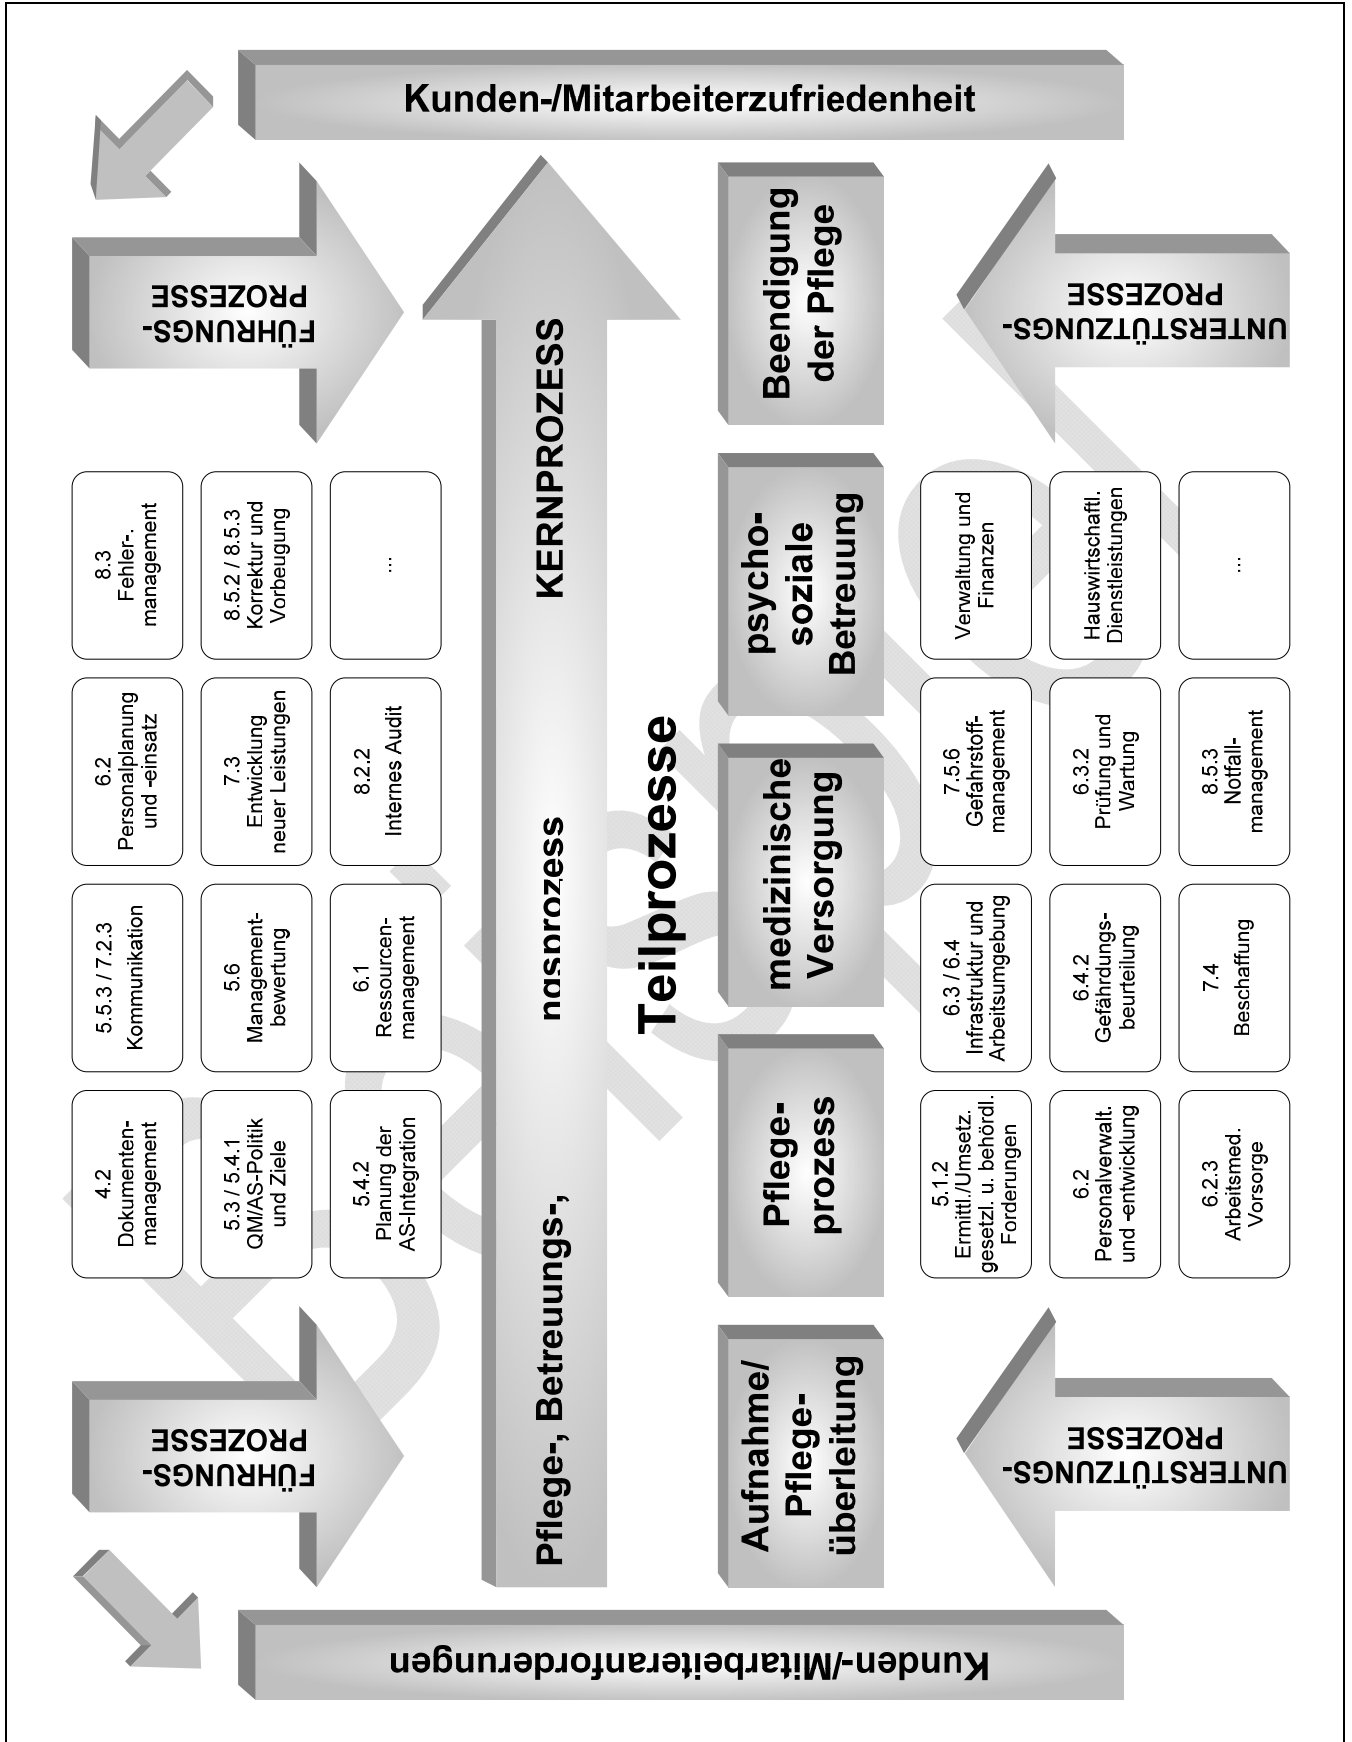 Kunden-/Mitarbeiteranforderungen
FÜHRUNGS-
PROZESSE
4.2
Dokumenten-
management
5.5.3 / 7.2.3
Kommunikation
6.2
Personalplanung
und -einsatz
8.3
Fehler-.
management
5.3 / 5.4.1
QM/AS-Politik
und Ziele
5.6
Management-
bewertung
7.3
Entwicklung
neuer Leistungen
8.5.2 / 8.5.3
Korrektur und
Vorbeugung
5.4.2
Planung der
AS-Integration
6.1
Ressourcen-
management
8.2.2
Internes Audit
...
FÜHRUNGS-
PROZESSE
Pflege-, Betreuungs-, KERNPROZESS
Teilprozesse
Aufnahme/
Pflege-
überleitung
Pflege-
prozess
medizinische
Versorgung
psycho-
soziale
Betreuung
Beendigung
der Pflege
UNTERSTÜTZUNGS-
PROZESSE
5.1.2
Ermittl./Umsetz.
gesetzl. u. behördl.
Forderungen
6.3 / 6.4
Infrastruktur und
Arbeitsumgebung
7.5.6
Gefahrstoff-
management
Verwaltung und
Finanzen
6.2
Personalverwalt.
und -entwicklung
6.4.2
Gefährdungs-
beurteilung
6.3.2
Prüfung und
Wartung
Hauswirtschaftl.
Dienstleistungen
6.2.3
Arbeitsmed.
Vorsorge
7.4
Beschaffung
8.5.3
Notfall-
management
...
UNTERSTÜTZUNGS-
PROZESSE
Kunden-/Mitarbeiterzufriedenheit
Beispiel